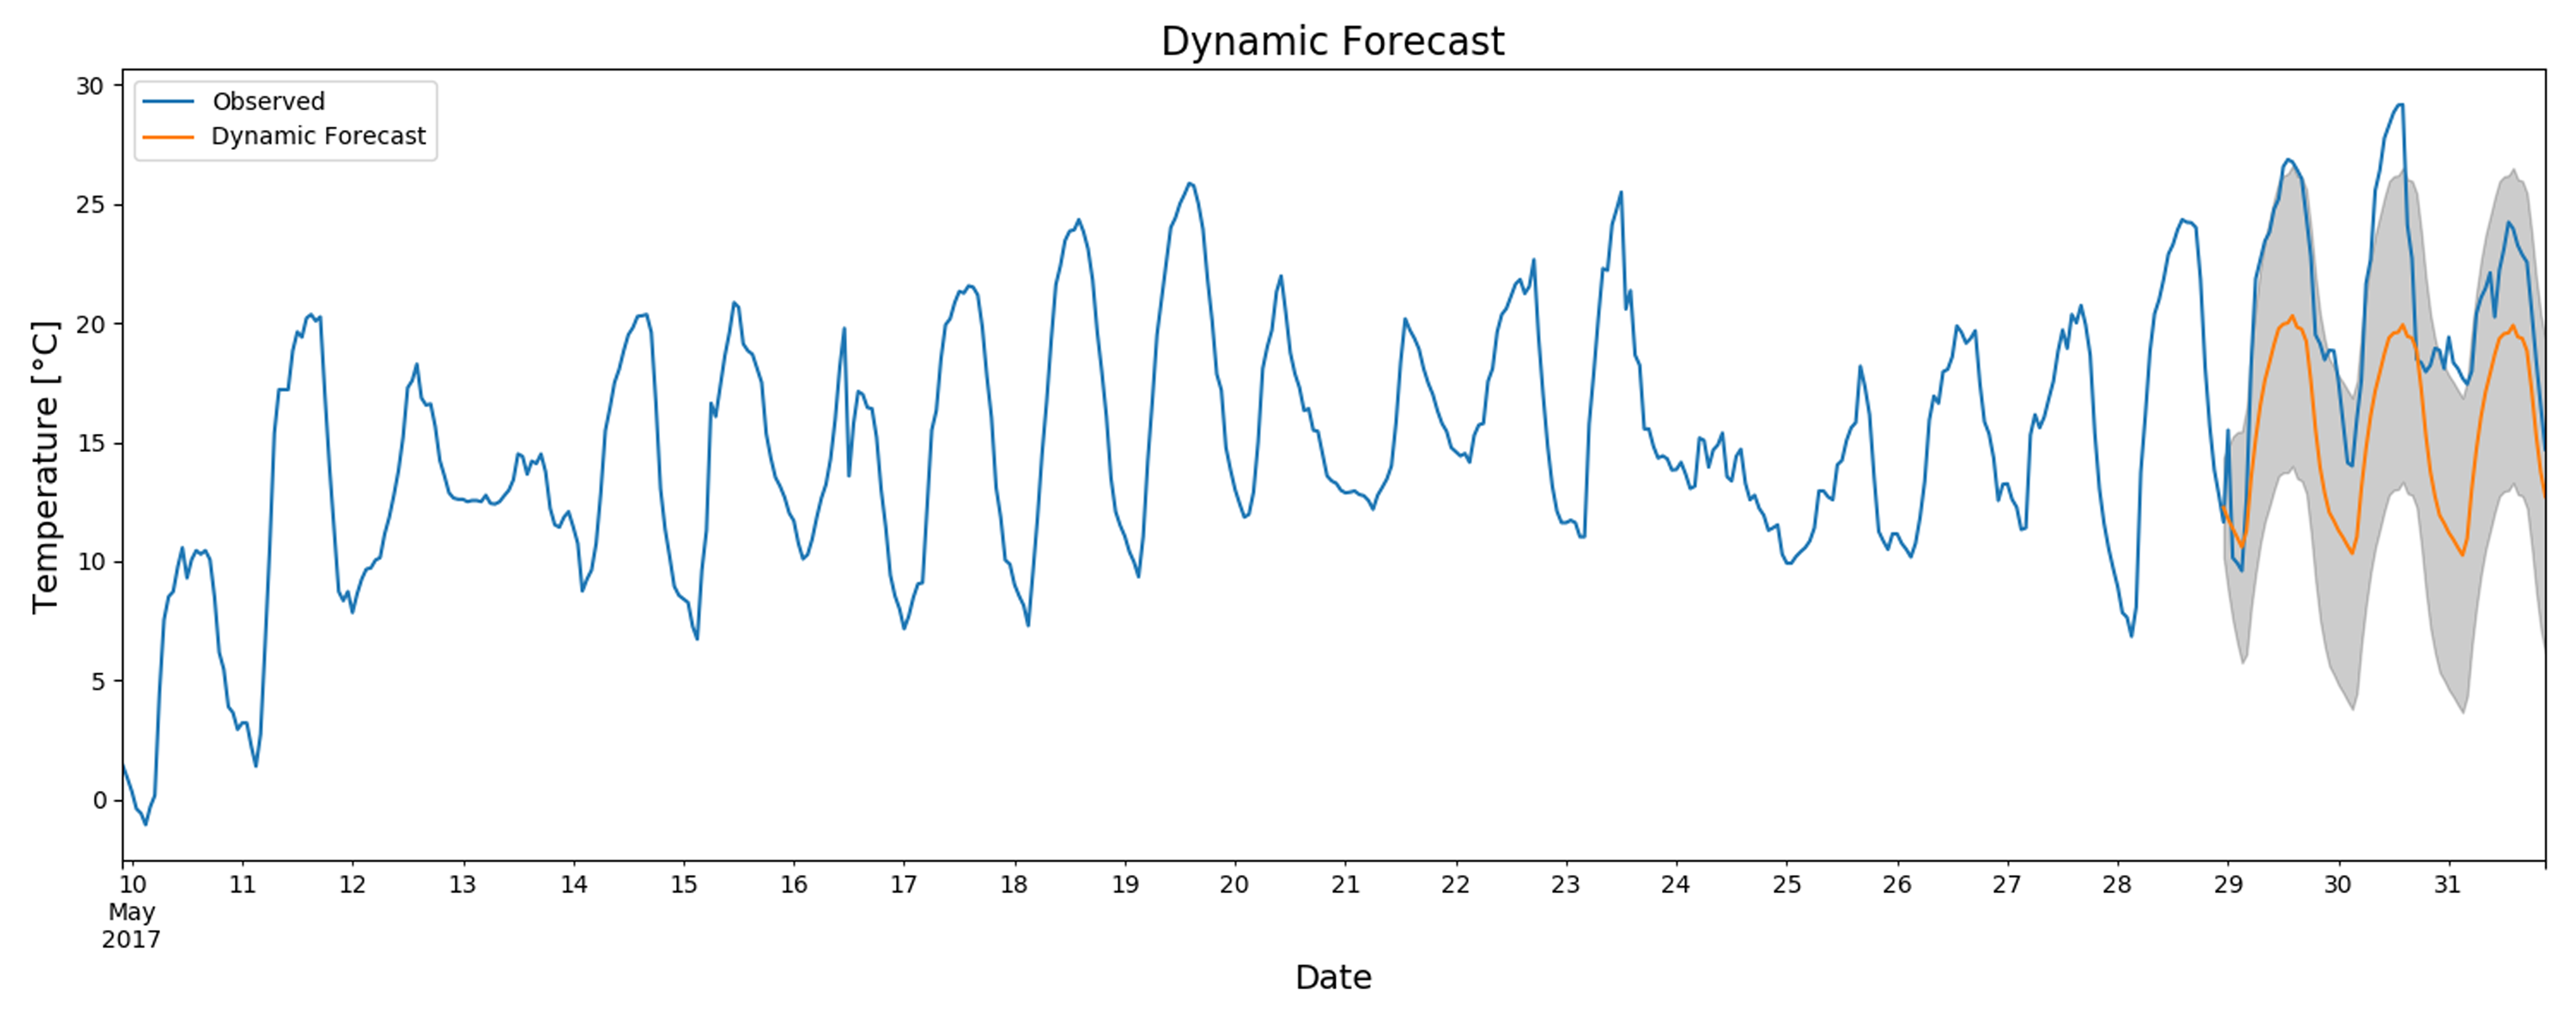 Dynamic Forecast
Observed
Dynamic Forecast
Temperature [°C]
30
25
20
15
10
5
0
10 11 12 13 14 15 16 17 18 19 20 21 22 23 24 25 26 27 28 29 30 31
May
2017
Date